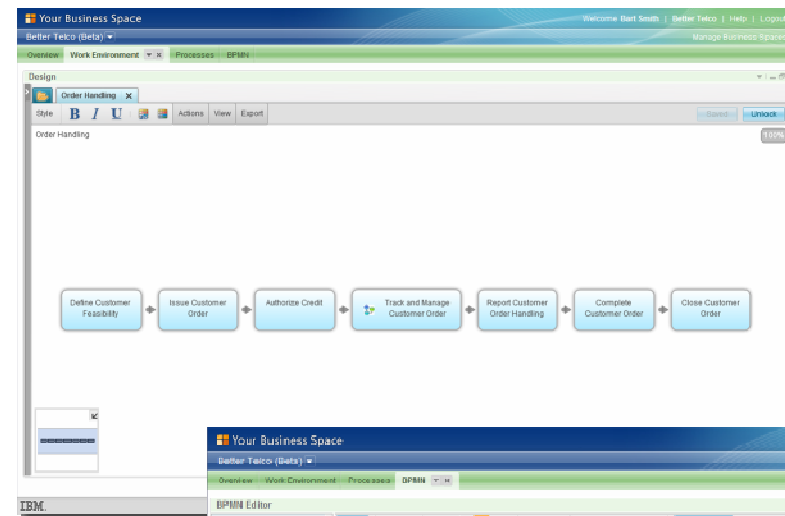 Your Business Space
Welcome Bart Smith | Better Telco | Help | Logout
Better Telco (Beta)
Manage Business Spaces
Overview Work Environment Processes BPMN
Design
Order Handling x
Style B I U Actions View Export Saved Unlock
Order Handling
100%
Define Customer Feasibility
Issue Customer Order
Authorize Credit
Track and Manage Customer Order
Report Customer Order Handling
Complete Customer Order
Close Customer Order
Your Business Space
Better Telco (Beta)
Overview Work Environment Processes BPMN
IBM.
BPMN Editor